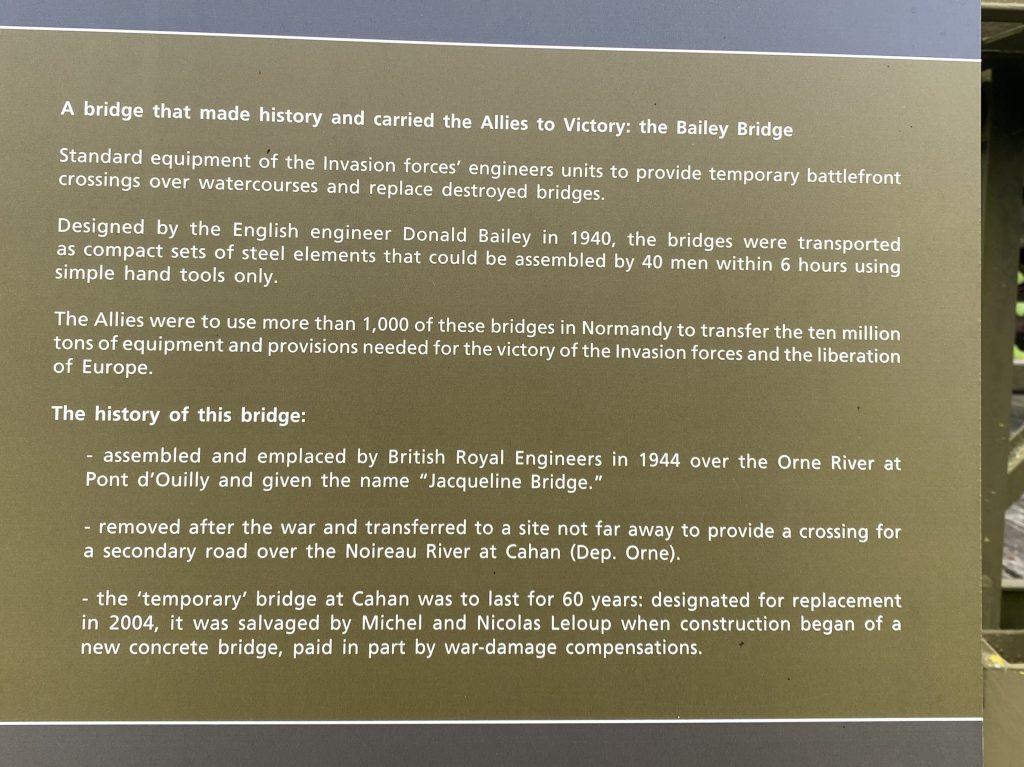 A bridge that made history and carried the Allies to Victory: the Bailey Bridge
Standard equipment of the Invasion forces’ engineers units to provide temporary battlefront
crossings over watercourses and replace destroyed bridges.
Designed by the English engineer Donald Bailey in 1940, the bridges were transported
as compact sets of steel elements that could be assembled by 40 men within 6 hours using
simple hand tools only.
The Allies were to use more than 1,000 of these bridges in Normandy to transfer the ten million
tons of equipment and provisions needed for the victory of the Invasion forces and the liberation
of Europe.
The history of this bridge:
- assembled and emplaced by British Royal Engineers in 1944 over the Orne River at
Pont d’Ouilly and given the name “Jacqueline Bridge.”
- removed after the war and transferred to a site not far away to provide a crossing for
a secondary road over the Noireau River at Cahan (Dep. Orne).
- the ‘temporary’ bridge at Cahan was to last for 60 years: designated for replacement
in 2004, it was salvaged by Michel and Nicolas Leloup when construction began of a
new concrete bridge, paid in part by war-damage compensations.